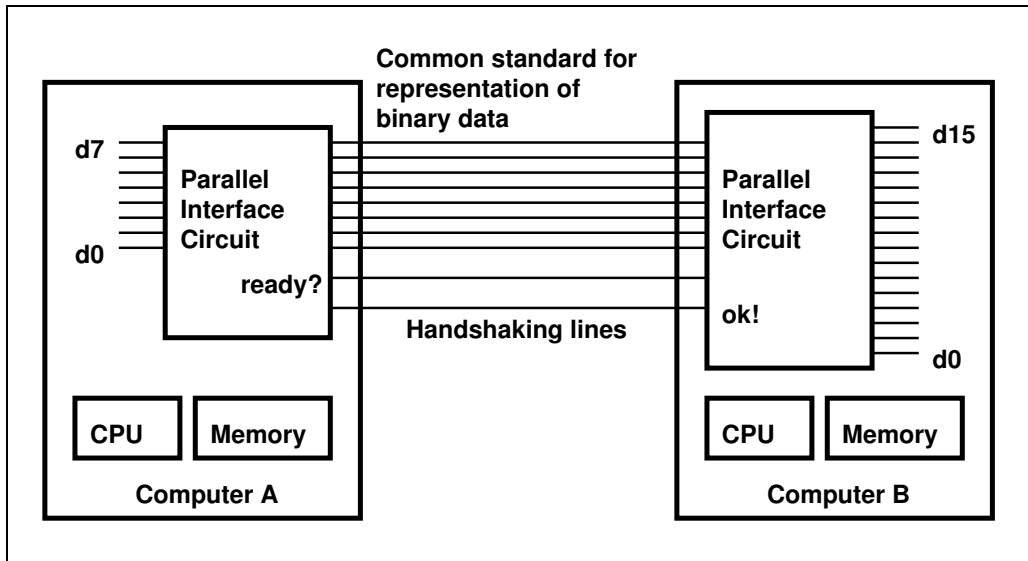 Common standard for
representation of
binary data
d7
d0
Parallel
Interface
Circuit
ready?
Handshaking lines
Parallel
Interface
Circuit
ok!
d15
d0
CPU
Memory
Computer A
CPU
Memory
Computer B